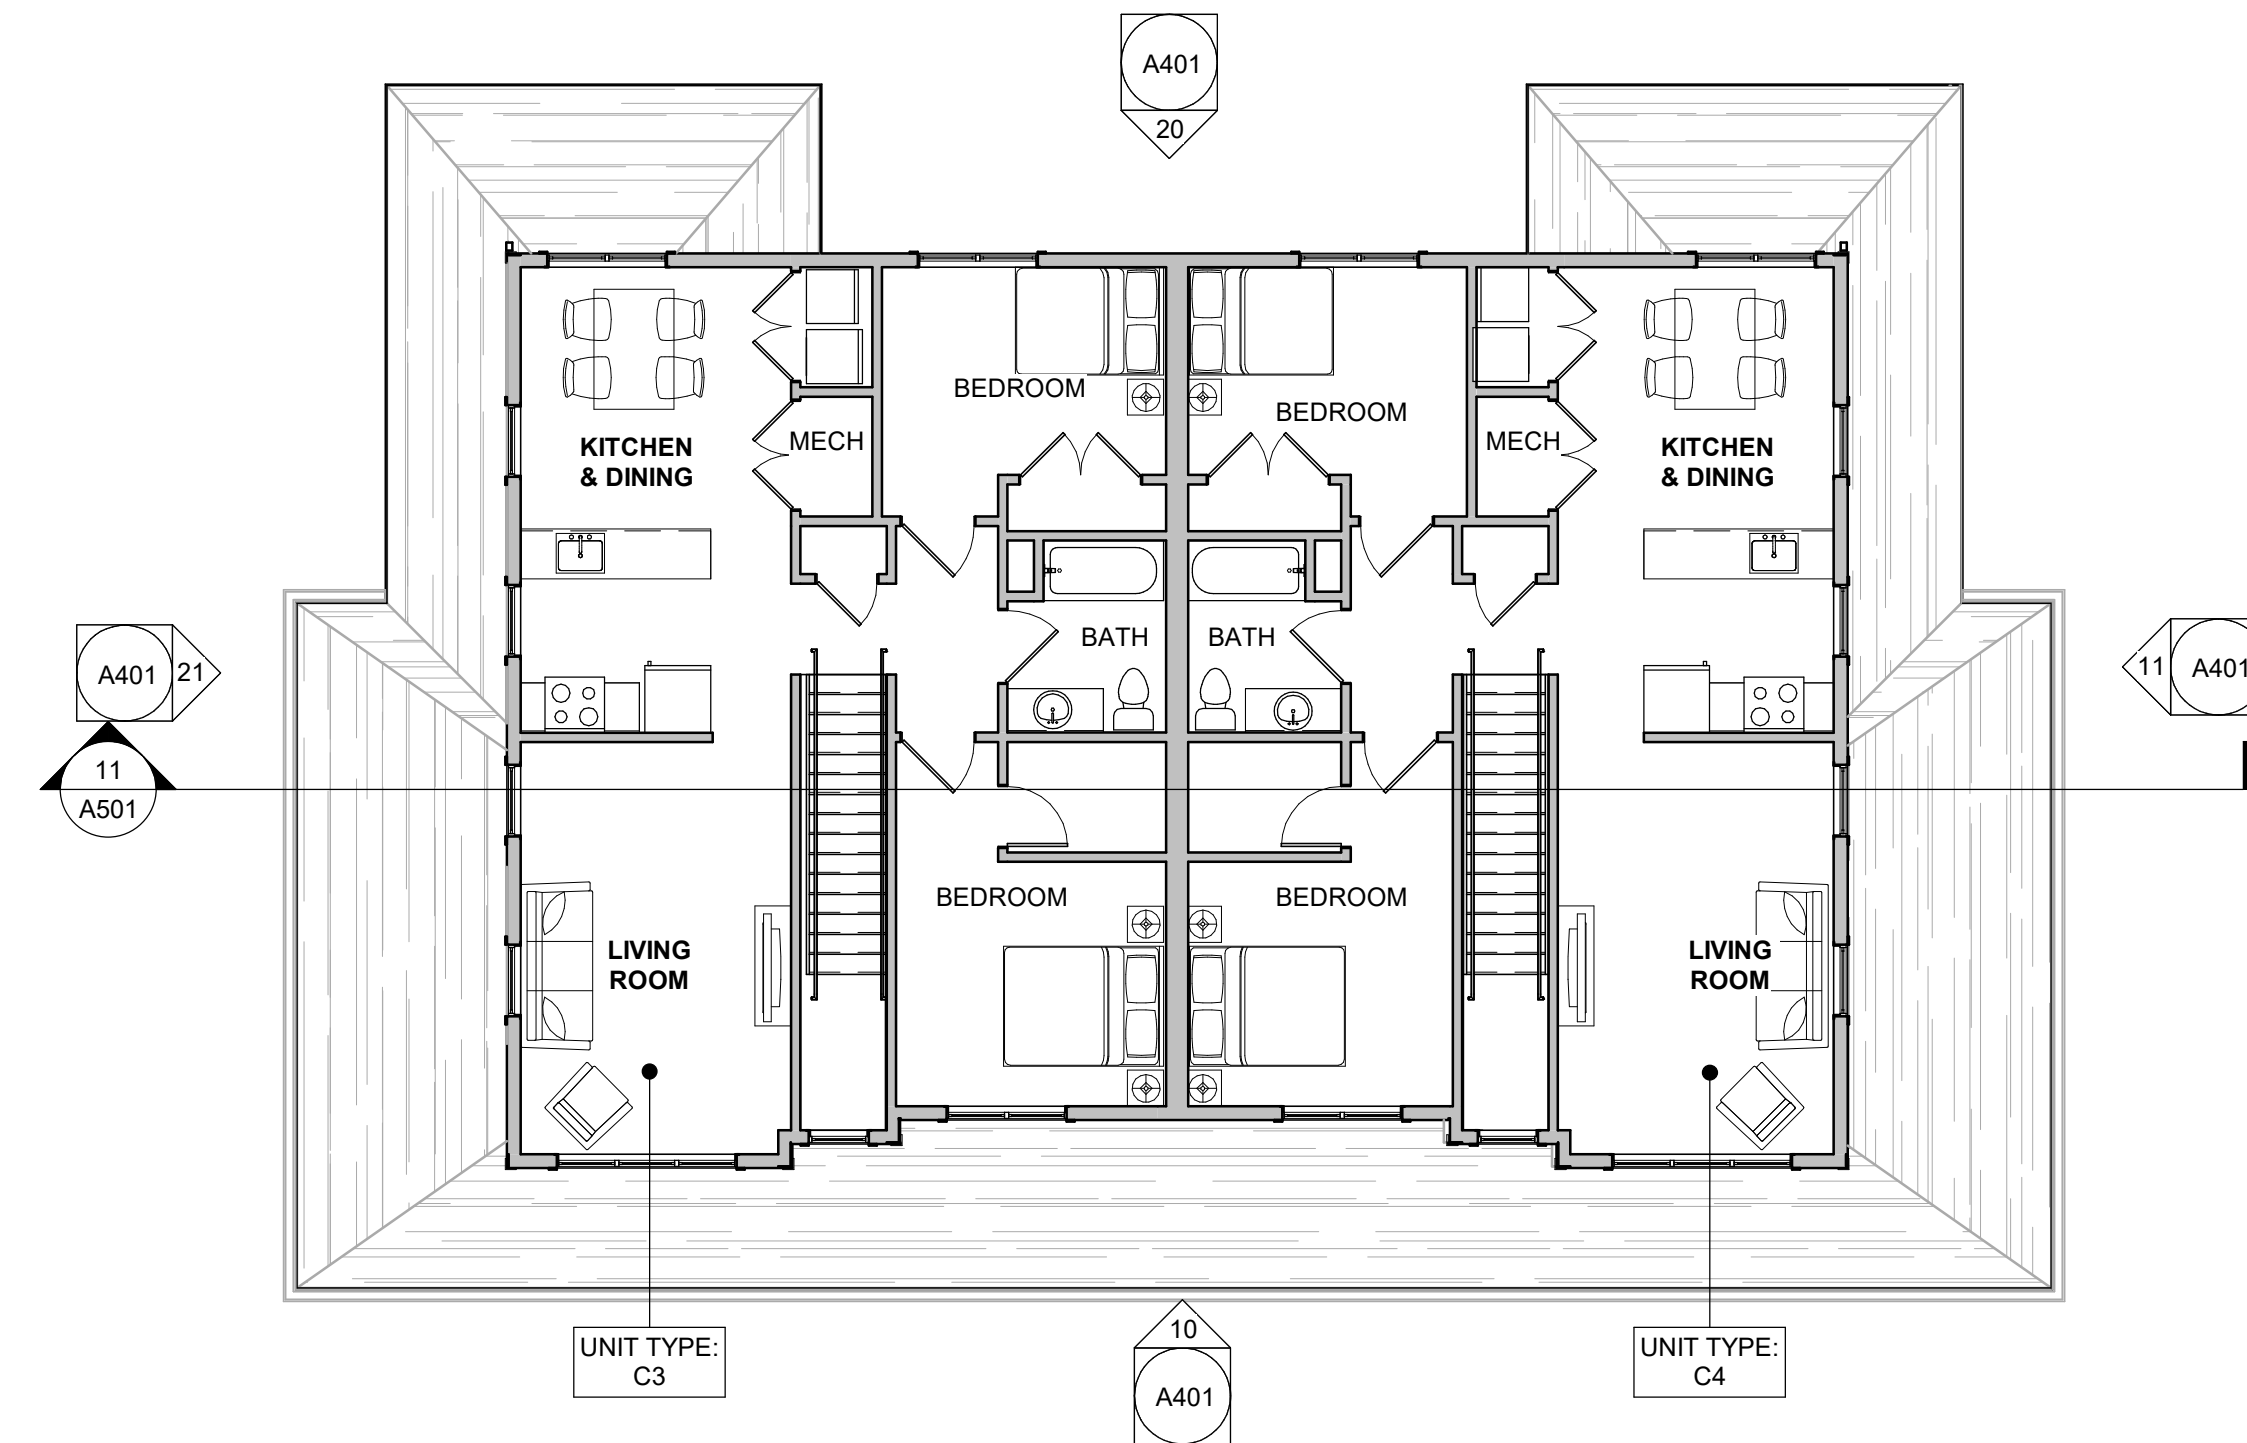 A401
20
BEDROOM
BEDROOM
KITCHEN
& DINING
MECH
MECH
KITCHEN
& DINING
BATH
BATH
A401
21
11
A401
11
A501
BEDROOM
BEDROOM
LIVING
ROOM
LIVING
ROOM
10
A401
UNIT TYPE:
C3
UNIT TYPE:
C4